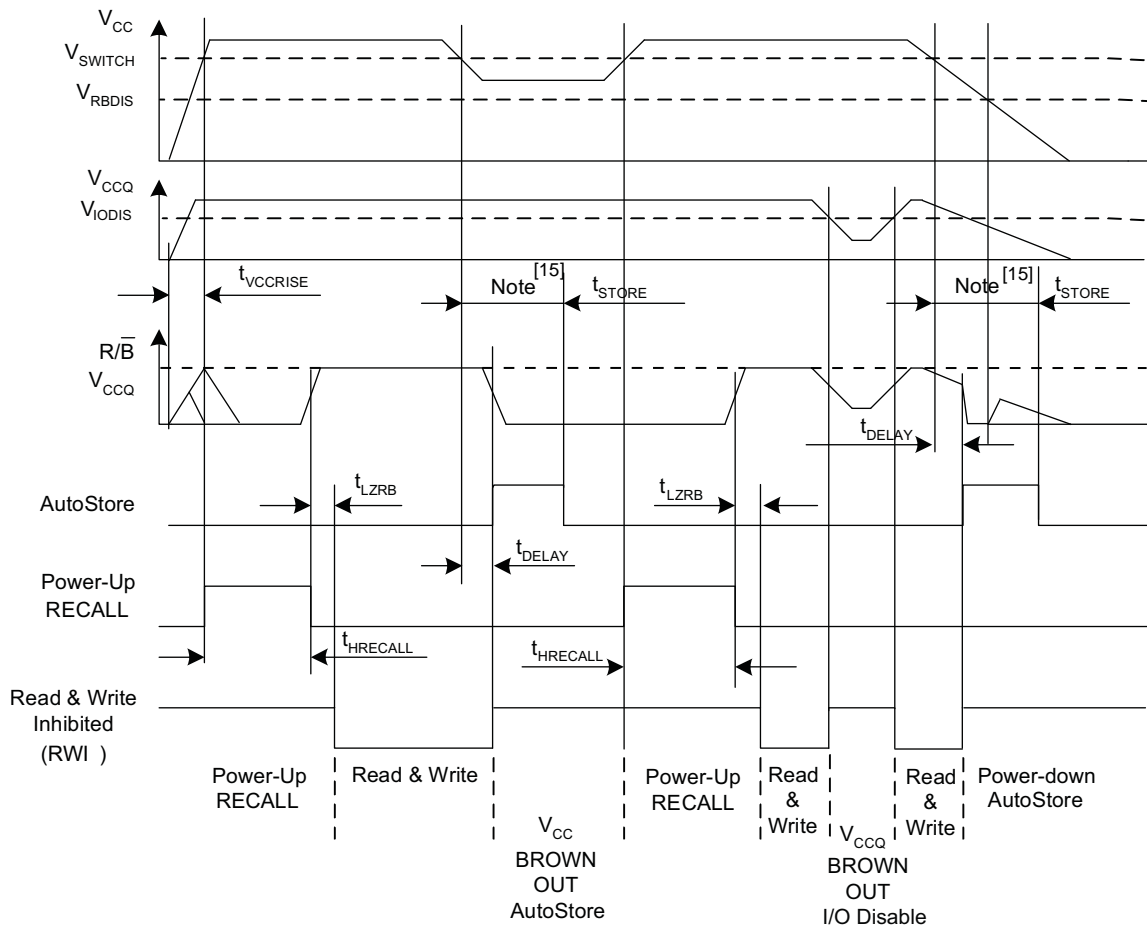 VCC
VSWITCH
VRBDIS
VCCQ
VIODIS
tVCCRISE
Note[15]
tSTORE
Note[15]
tSTORE
R/B̅
VCCQ
tDELAY
tLZRB
tLZRB
AutoStore
tDELAY
Power-Up
RECALL
tHRECALL
tHRECALL
Read & Write
Inhibited
(RWI )
Power-Up
RECALL
Read & Write
VCC
BROWN
OUT
AutoStore
Power-Up
RECALL
Read
&
Write
VCCQ
BROWN
OUT
I/O Disable
Read
&
Write
Power-down
AutoStore